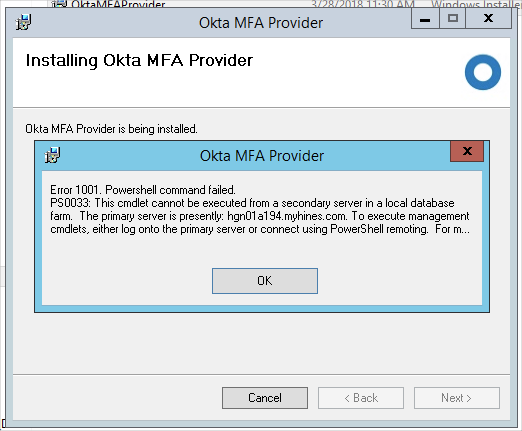 OktaMFAProvider 3/28/2018 11:30 AM Windows Installe
Okta MFA Provider
Installing Okta MFA Provider
Okta MFA Provider is being installed.
Okta MFA Provider
Error 1001. Powershell command failed.
PS0033: This cmdlet cannot be executed from a secondary server in a local database
farm.  The primary server is presently: hgn01a194.myhines.com. To execute management
cmdlets, either log onto the primary server or connect using PowerShell remoting.  For m...
OK
Cancel
< Back
Next >